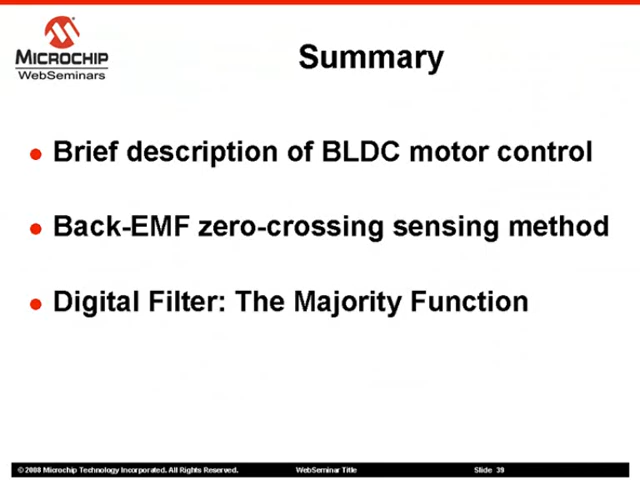 MICROCHIP
WebSeminars
Summary
Brief description of BLDC motor control
Back-EMF zero-crossing sensing method
Digital Filter: The Majority Function
© 2008 Microchip Technology Incorporated. All Rights Reserved. WebSeminar Title Slide 39